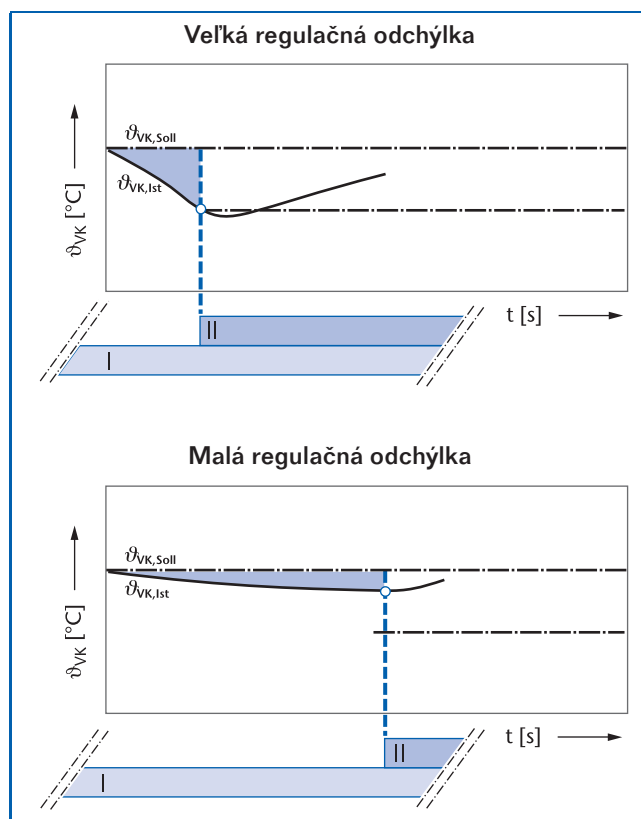 Veľká regulačná odchýlka
ϑVK [°C]
ϑVK,Soll
ϑVK,Ist
t [s]
II
I
Malá regulačná odchýlka
ϑVK [°C]
ϑVK,Soll
ϑVK,Ist
t [s]
II
I